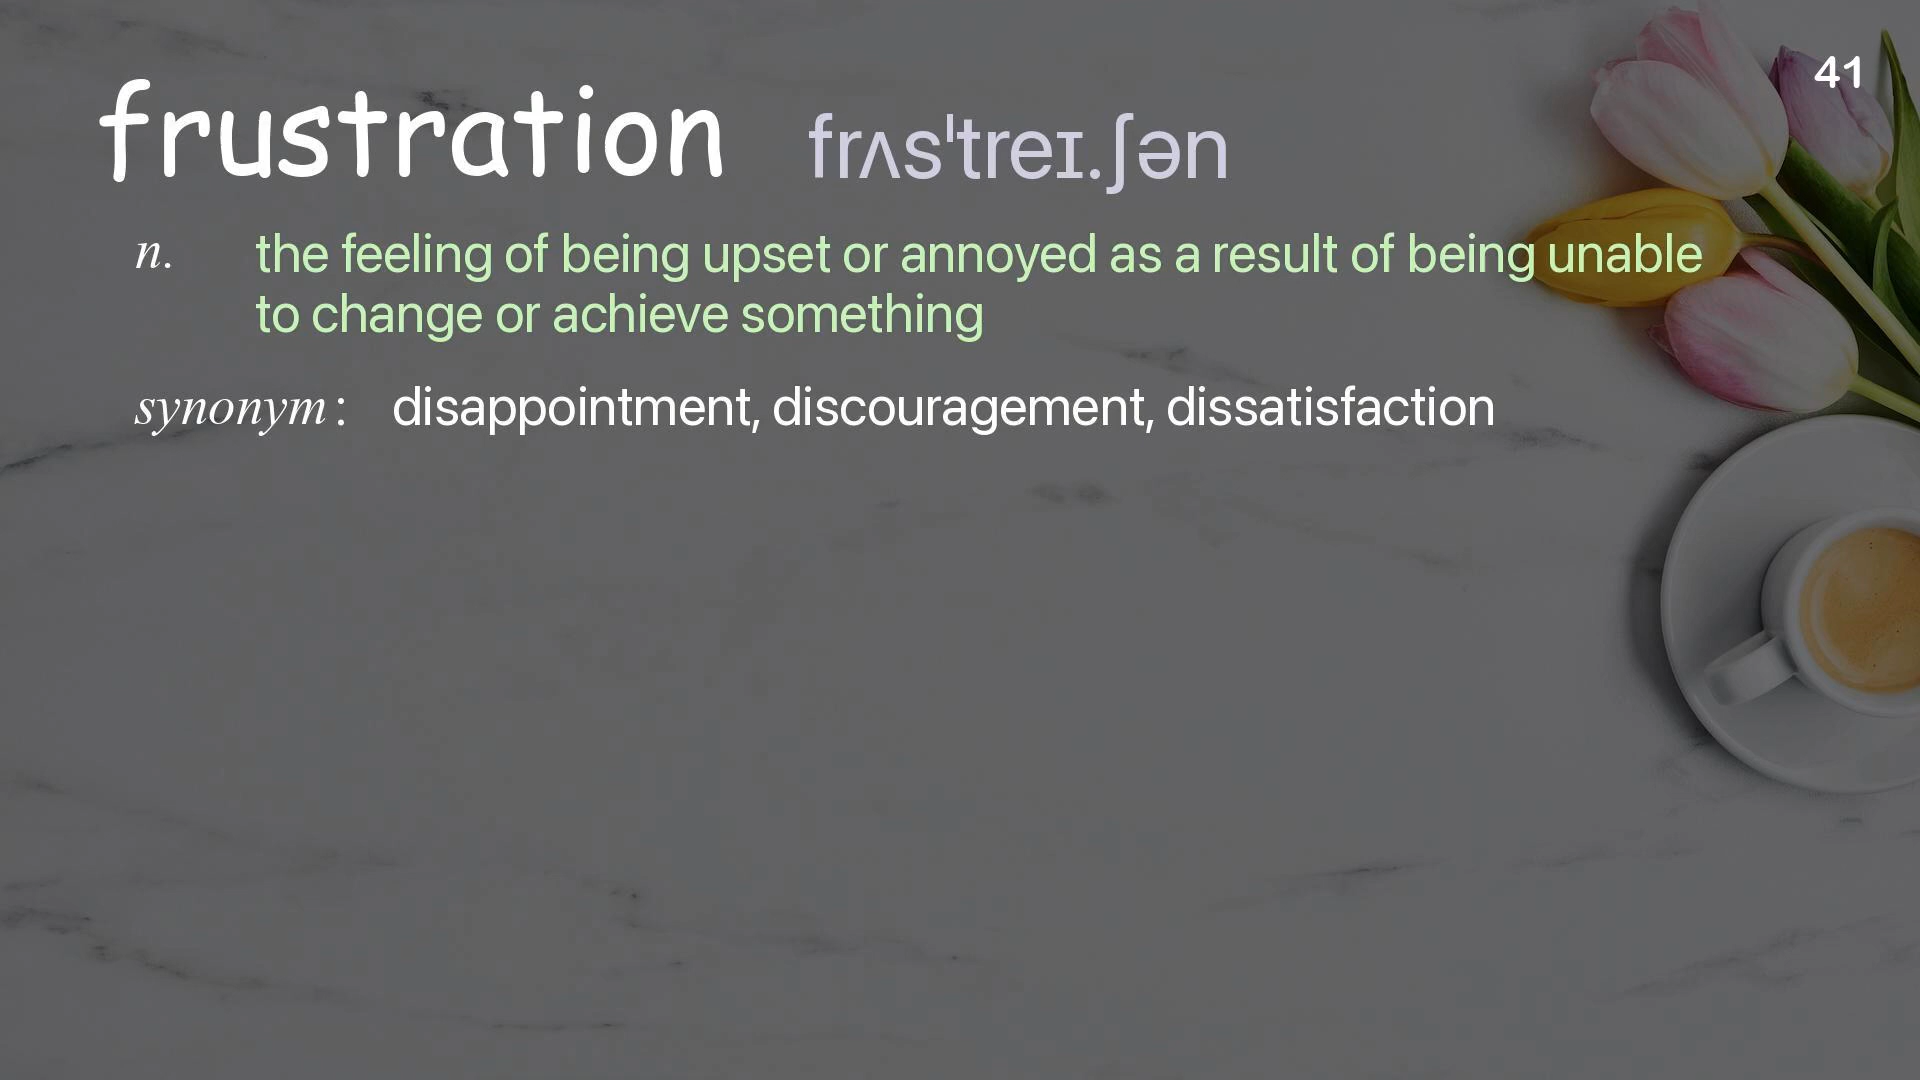 41
frustration frʌsˈtreɪ.ʃən
n. the feeling of being upset or annoyed as a result of being unable
to change or achieve something
synonym: disappointment, discouragement, dissatisfaction